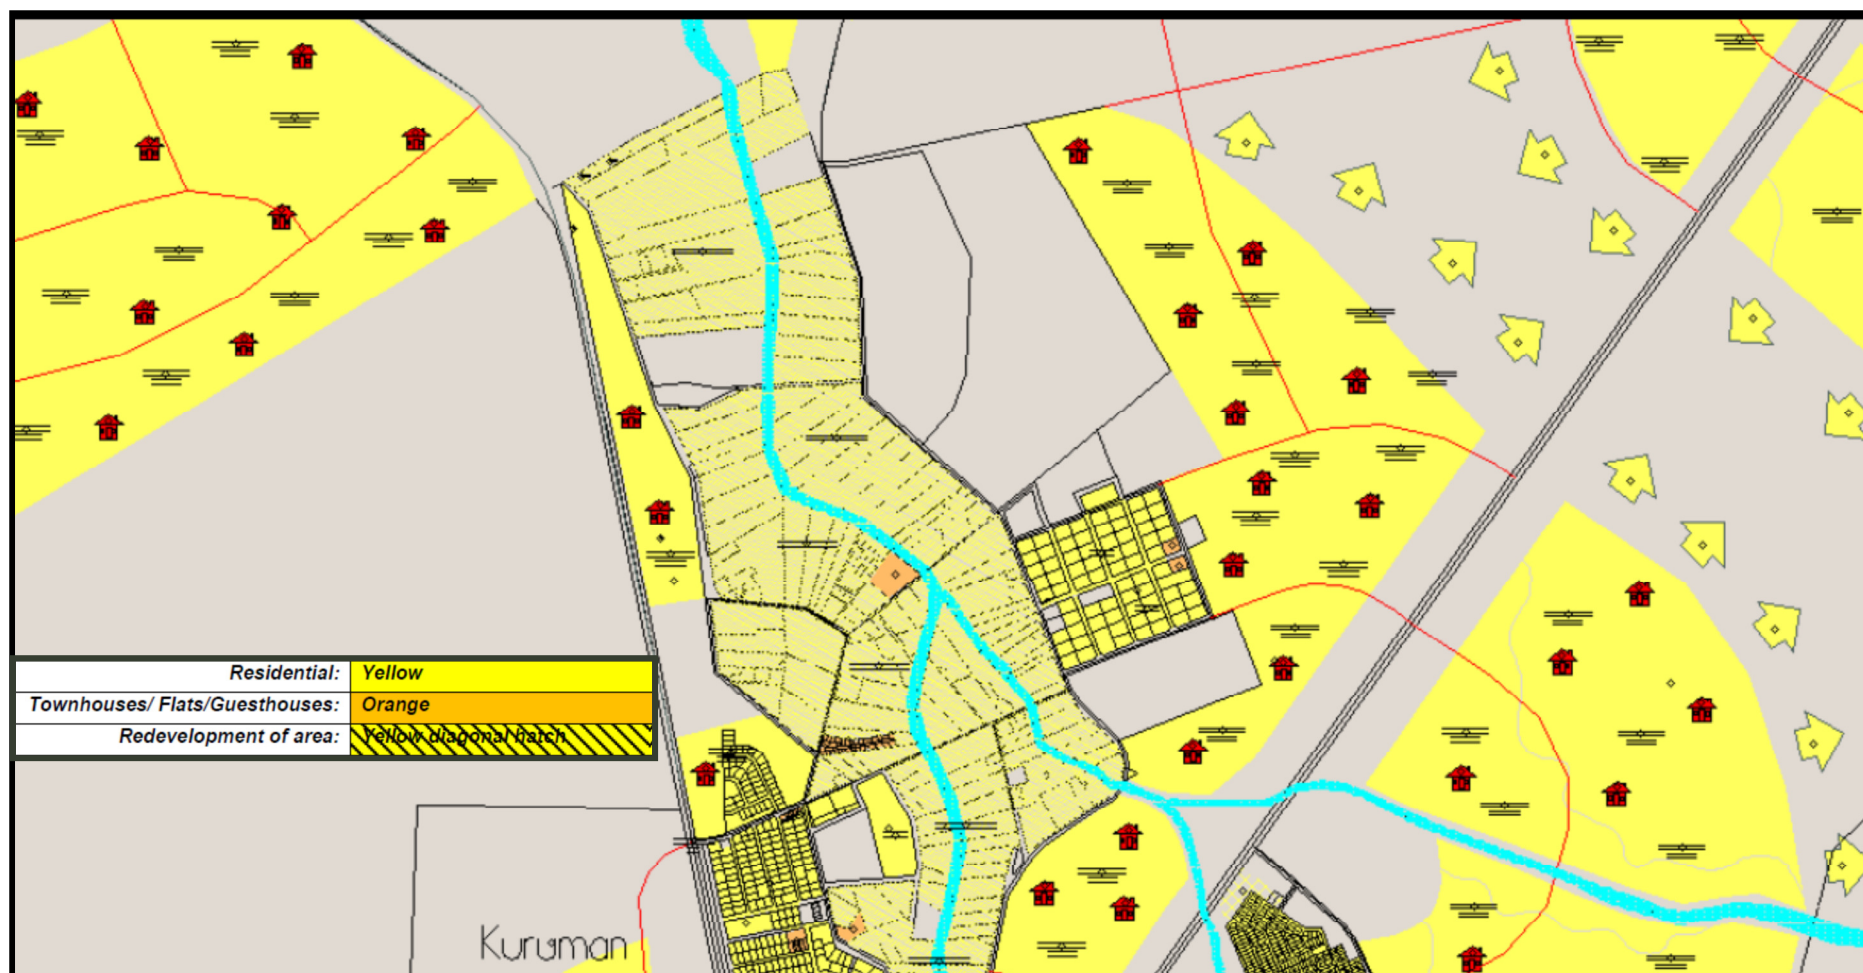 Residential: Yellow
Townhouses/ Flats/Guesthouses: Orange
Redevelopment of area: Yellow diagonal hatch
Kuruman